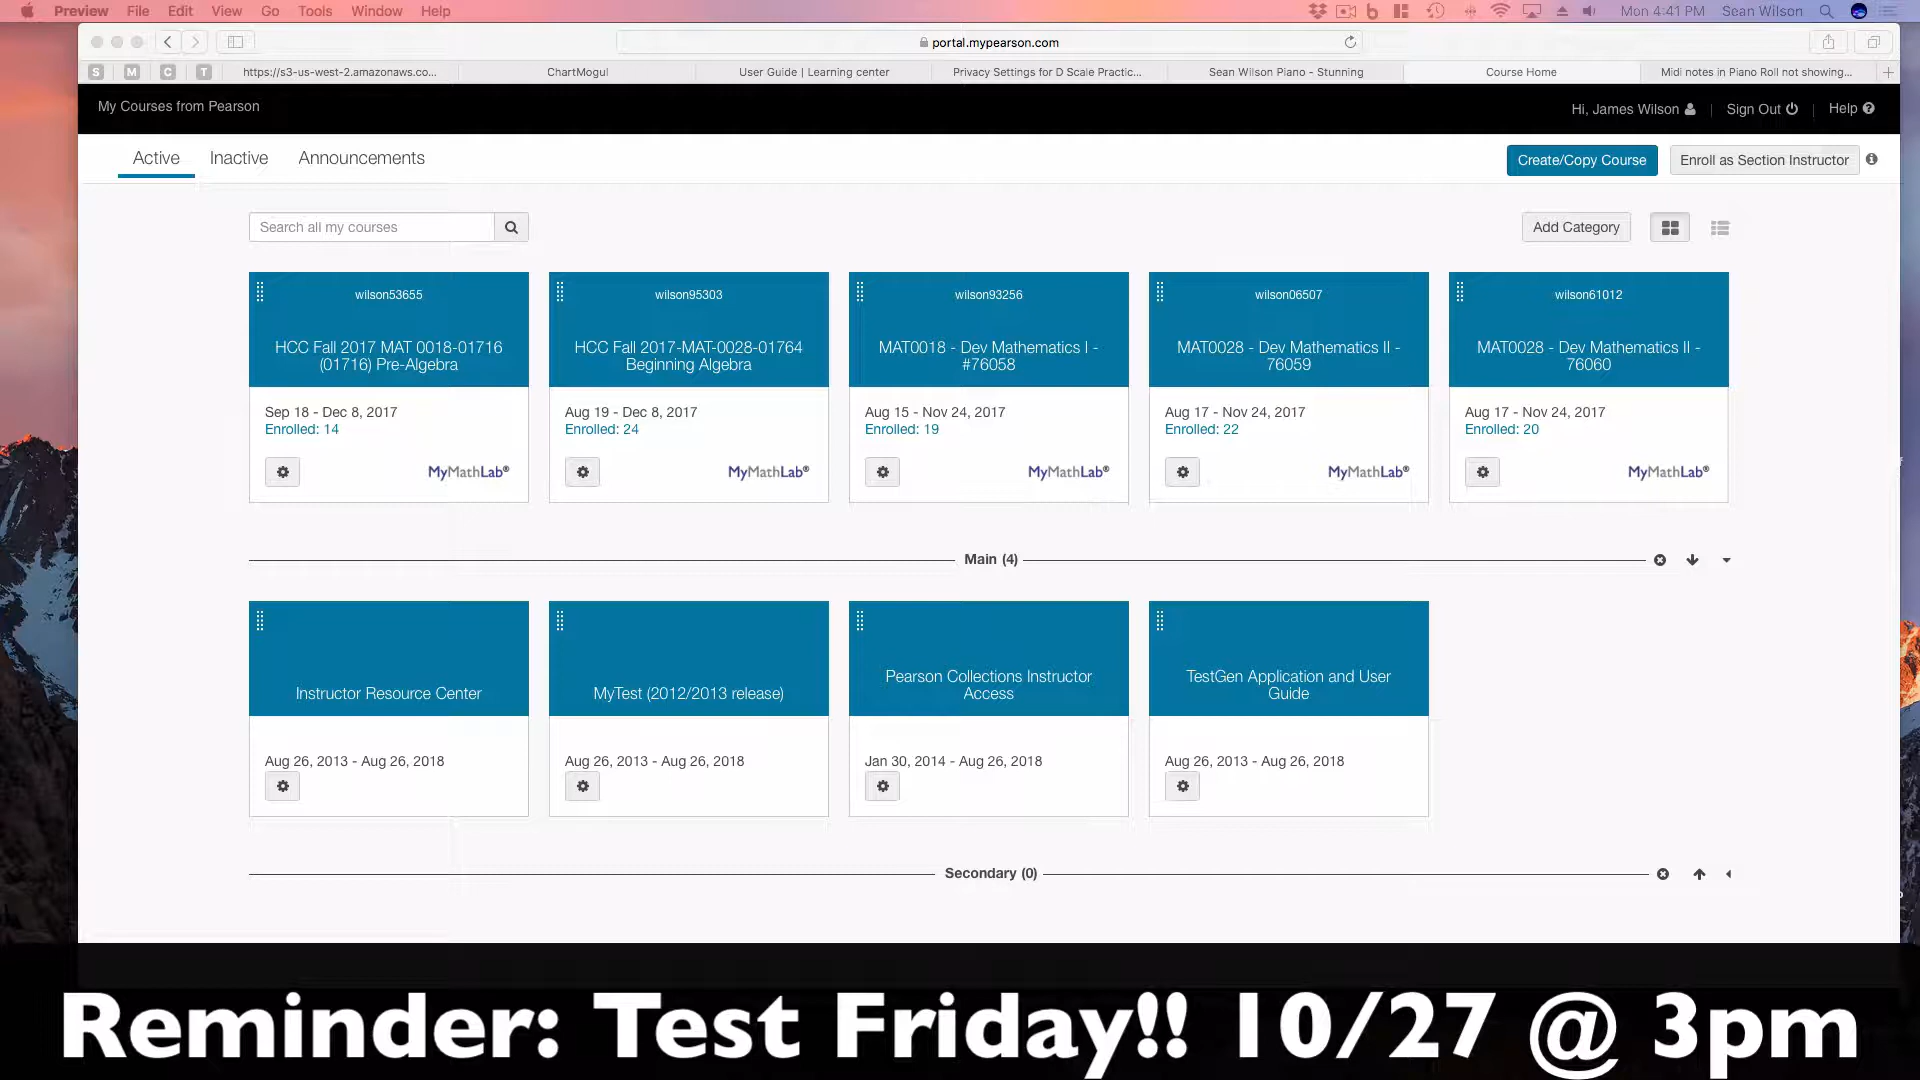 Preview File Edit View Go Tools Window Help
Mon 4:41 PM Sean Wilson
portal.mypearson.com
S M C T https://s3-us-west-2.amazonaws.co... ChartMogul User Guide | Learning center Privacy Settings for D Scale Practic... Sean Wilson Piano - Stunning Course Home Midi notes in Piano Roll not showing...
My Courses from Pearson
Hi, James Wilson | Sign Out | Help
Active Inactive Announcements
Create/Copy Course Enroll as Section Instructor
Search all my courses
Add Category
wilson53655
HCC Fall 2017 MAT 0018-01716
(01716) Pre-Algebra
Sep 18 - Dec 8, 2017
Enrolled: 14
MyMathLab®
wilson95303
HCC Fall 2017-MAT-0028-01764
Beginning Algebra
Aug 19 - Dec 8, 2017
Enrolled: 24
MyMathLab®
wilson93256
MAT0018 - Dev Mathematics I -
#76058
Aug 15 - Nov 24, 2017
Enrolled: 19
MyMathLab®
wilson06507
MAT0028 - Dev Mathematics II -
76059
Aug 17 - Nov 24, 2017
Enrolled: 22
MyMathLab®
wilson61012
MAT0028 - Dev Mathematics II -
76060
Aug 17 - Nov 24, 2017
Enrolled: 20
MyMathLab®
Main (4)
Instructor Resource Center
Aug 26, 2013 - Aug 26, 2018
MyTest (2012/2013 release)
Aug 26, 2013 - Aug 26, 2018
Pearson Collections Instructor
Access
Jan 30, 2014 - Aug 26, 2018
TestGen Application and User
Guide
Aug 26, 2013 - Aug 26, 2018
Secondary (0)
Reminder: Test Friday!! 10/27 @ 3pm